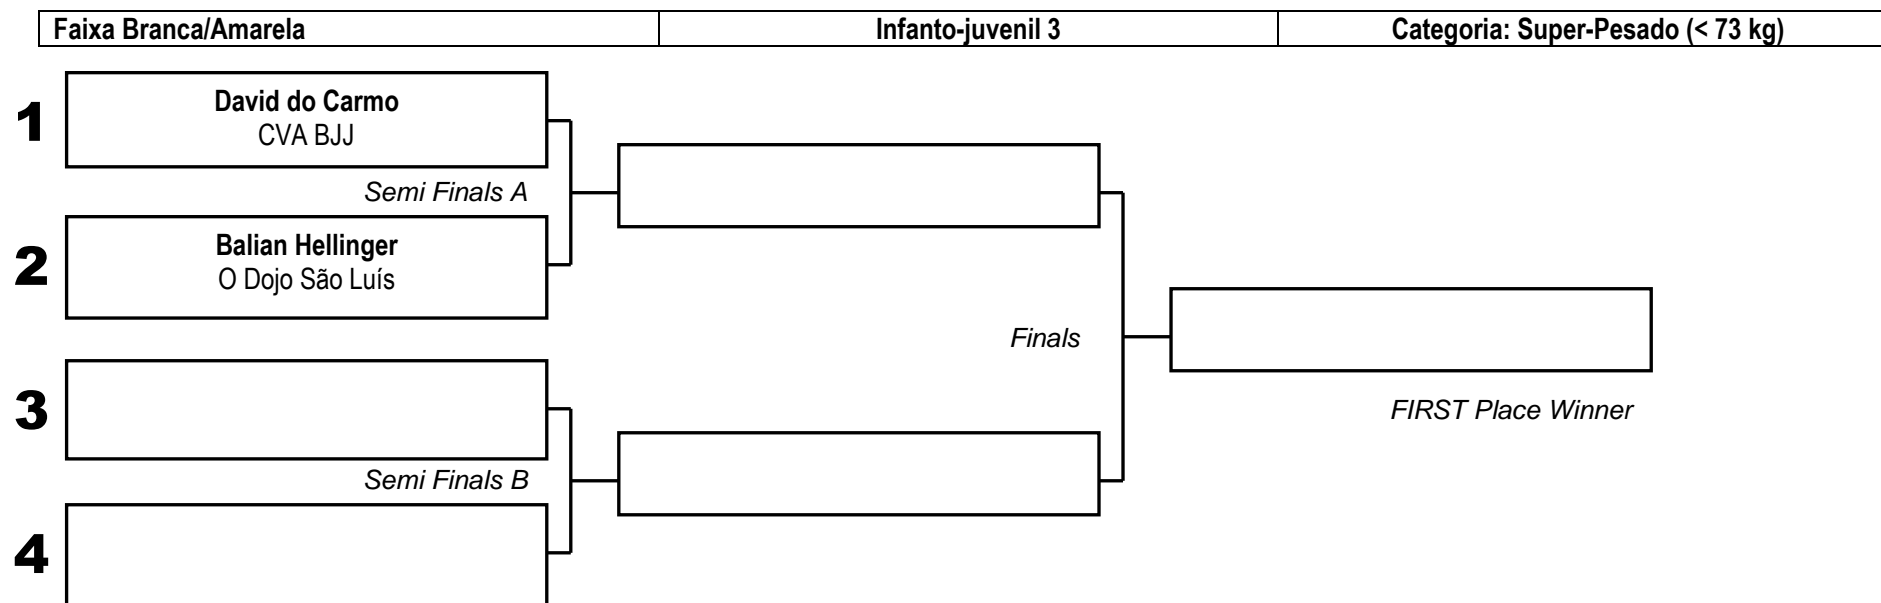 Faixa Branca/Amarela
Infanto-juvenil 3
Categoria: Super-Pesado (< 73 kg)
1
David do Carmo
CVA BJJ
Semi Finals A
2
Balian Hellinger
O Dojo São Luís
Finals
3
FIRST Place Winner
Semi Finals B
4